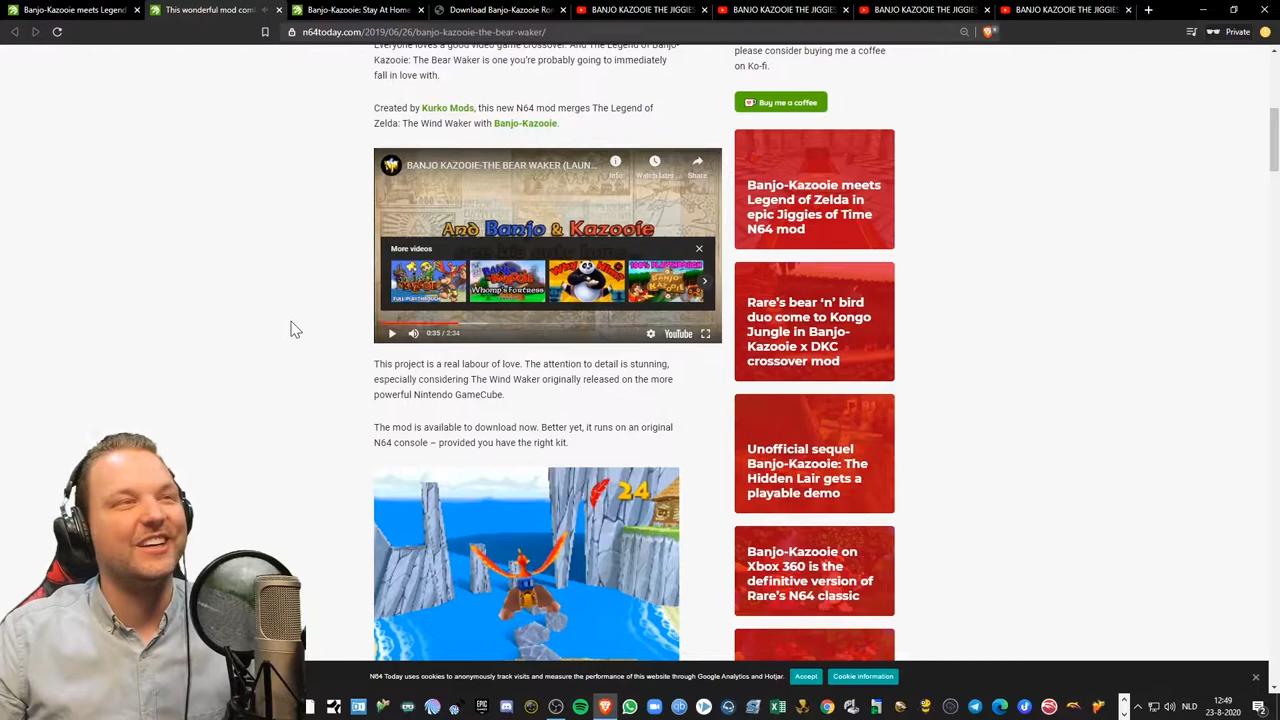 Banjo-Kazooie meets Legend
This wonderful mod com
Banjo-Kazooie: Stay At Home
Download Banjo-Kazooie
BANJO KAZOOIE THE JIGGIES
BANJO KAZOOIE THE JIGGIES
BANJO KAZOOIE THE JIGGIES
BANJO KAZOOIE THE JIGGIES
n64today.com/2019/06/26/banjo-kazooie-the-bear-waker/
Private
Everyone loves a good video game crossover. And The Legend of Banjo-
Kazooie: The Bear Waker is one you're probably going to immediately
fall in love with.
Created by Kurko Mods, this new N64 mod merges The Legend of
Zelda: The Wind Waker with Banjo-Kazooie.
BANJO KAZOOIE-THE BEAR WAKER (LAUN...
Info
Watch later
Share
And Banjo & Kazooie
More videos
FULL PLAYTHROUGH
Whomp's Fortress
0:35 / 2:34
YouTube
This project is a real labour of love. The attention to detail is stunning,
especially considering The Wind Waker originally released on the more
powerful Nintendo GameCube.
The mod is available to download now. Better yet, it runs on an original
N64 console – provided you have the right kit.
24
please consider buying me a coffee
on Ko-fi.
Buy me a coffee
Banjo-Kazooie meets
Legend of Zelda in
epic Jiggies of Time
N64 mod
Rare's bear 'n' bird
duo come to Kongo
Jungle in Banjo-
Kazooie x DKC
crossover mod
Unofficial sequel
Banjo-Kazooie: The
Hidden Lair gets a
playable demo
Banjo-Kazooie on
Xbox 360 is the
definitive version of
Rare's N64 classic
N64 Today uses cookies to anonymously track visits and measure the performance of this website through Google Analytics and Hotjar.
Accept
Cookie information
NLD
12:49
23-8-2020